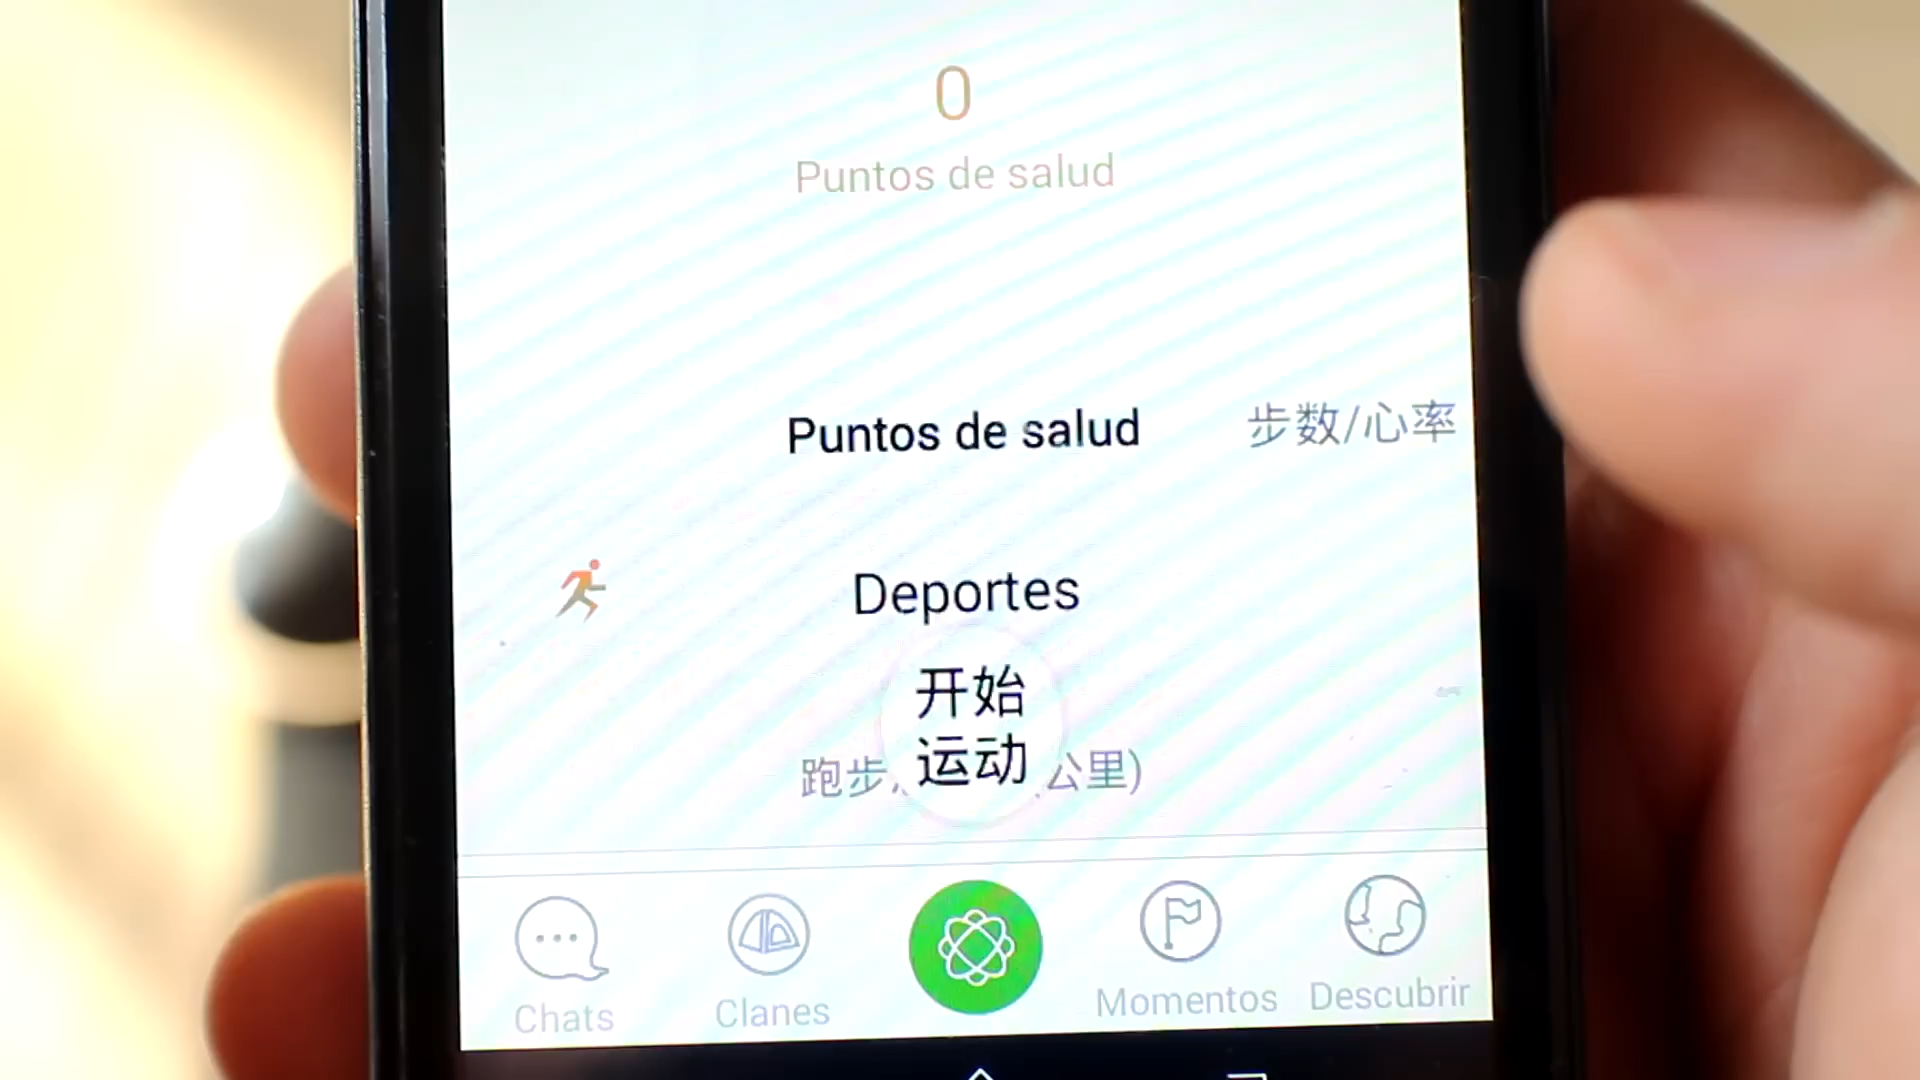 0
Puntos de salud
Puntos de salud
步数/心率
Deportes
开始
运动
跑步
公里)
Chats
Clanes
Momentos
Descubrir